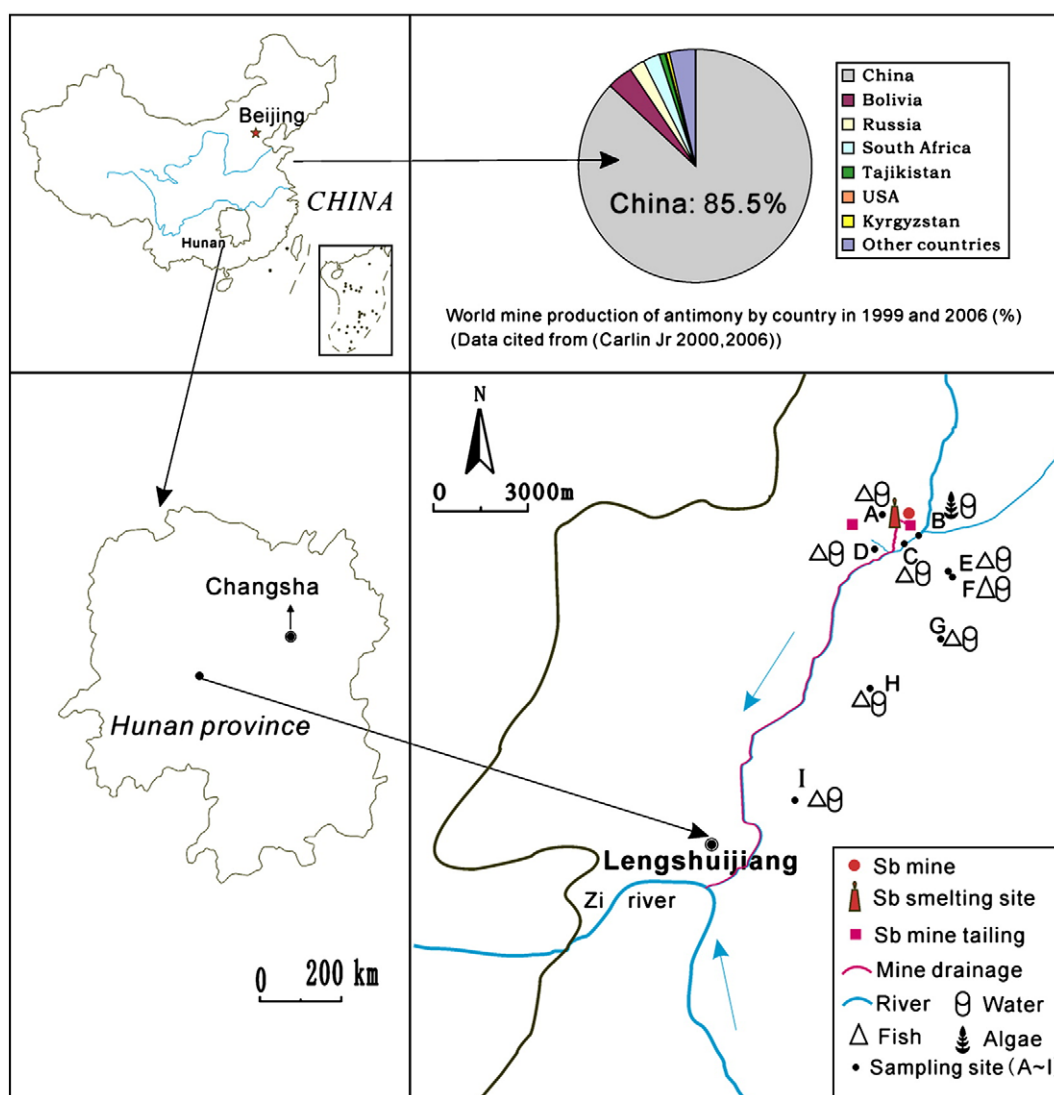 Beijing
CHINA
Hunan
China: 85.5%
China
Bolivia
Russia
South Africa
Tajikistan
USA
Kyrgyzstan
Other countries
World mine production of antimony by country in 1999 and 2006 (%)
(Data cited from (Carlin Jr 2000,2006))
Changsha
Hunan province
0 200 km
N
0 3000m
A
B
C
D
E
F
G
H
I
Lengshuijiang
Zi river
Sb mine
Sb smelting site
Sb mine tailing
Mine drainage
River Water
Fish Algae
Sampling site (A~I